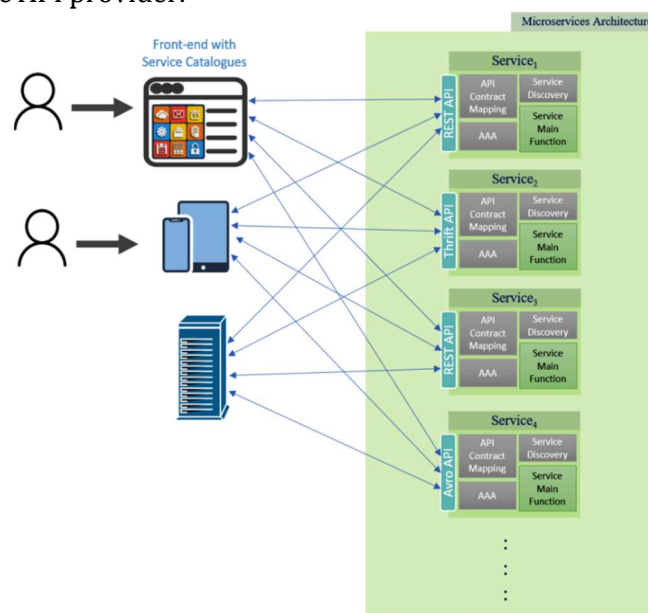 API provider.
Microservices Architecture
Front-end with
Service Catalogues
Service1
REST API
API
Contract
Mapping
AAA
Service
Discovery
Service
Main
Function
Service2
Thrift API
API
Contract
Mapping
AAA
Service
Discovery
Service
Main
Function
Service3
REST API
API
Contract
Mapping
AAA
Service
Discovery
Service
Main
Function
Service4
Avro API
API
Contract
Mapping
AAA
Service
Discovery
Service
Main
Function